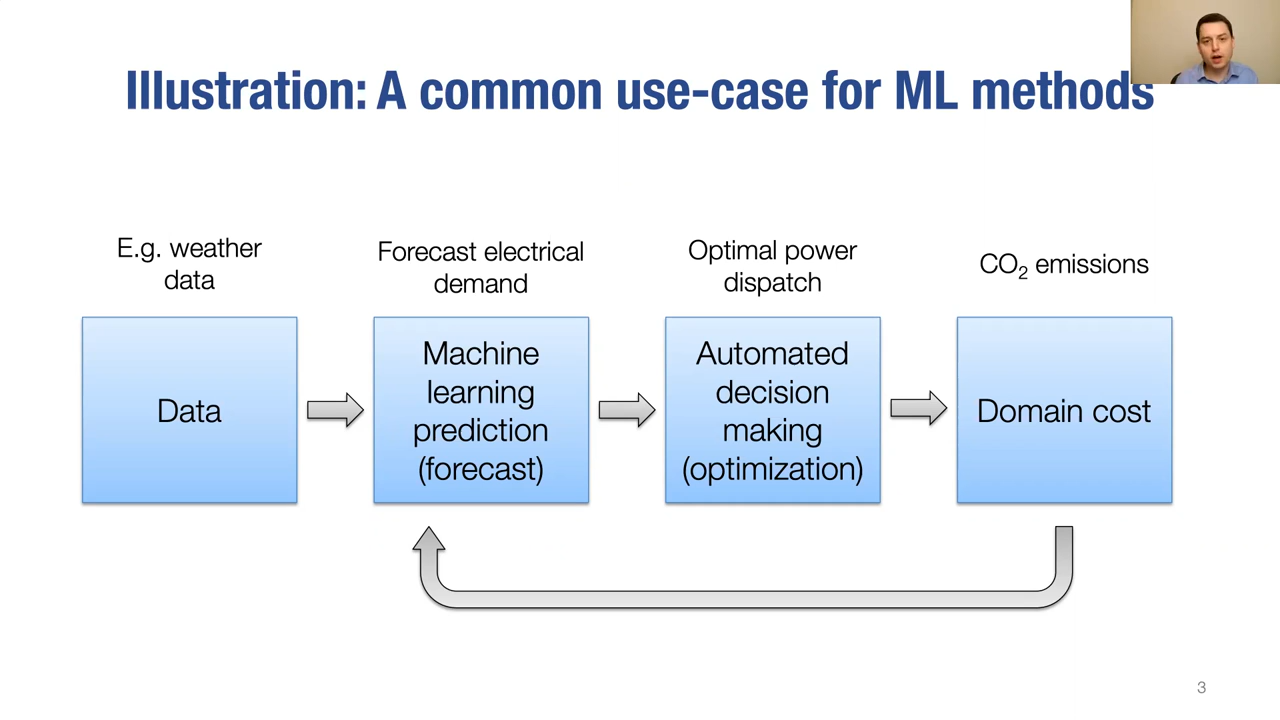 Illustration: A common use-case for ML methods
E.g. weather
data
Forecast electrical
demand
Optimal power
dispatch
CO₂ emissions
Data
Machine
learning
prediction
(forecast)
Automated
decision
making
(optimization)
Domain cost
3